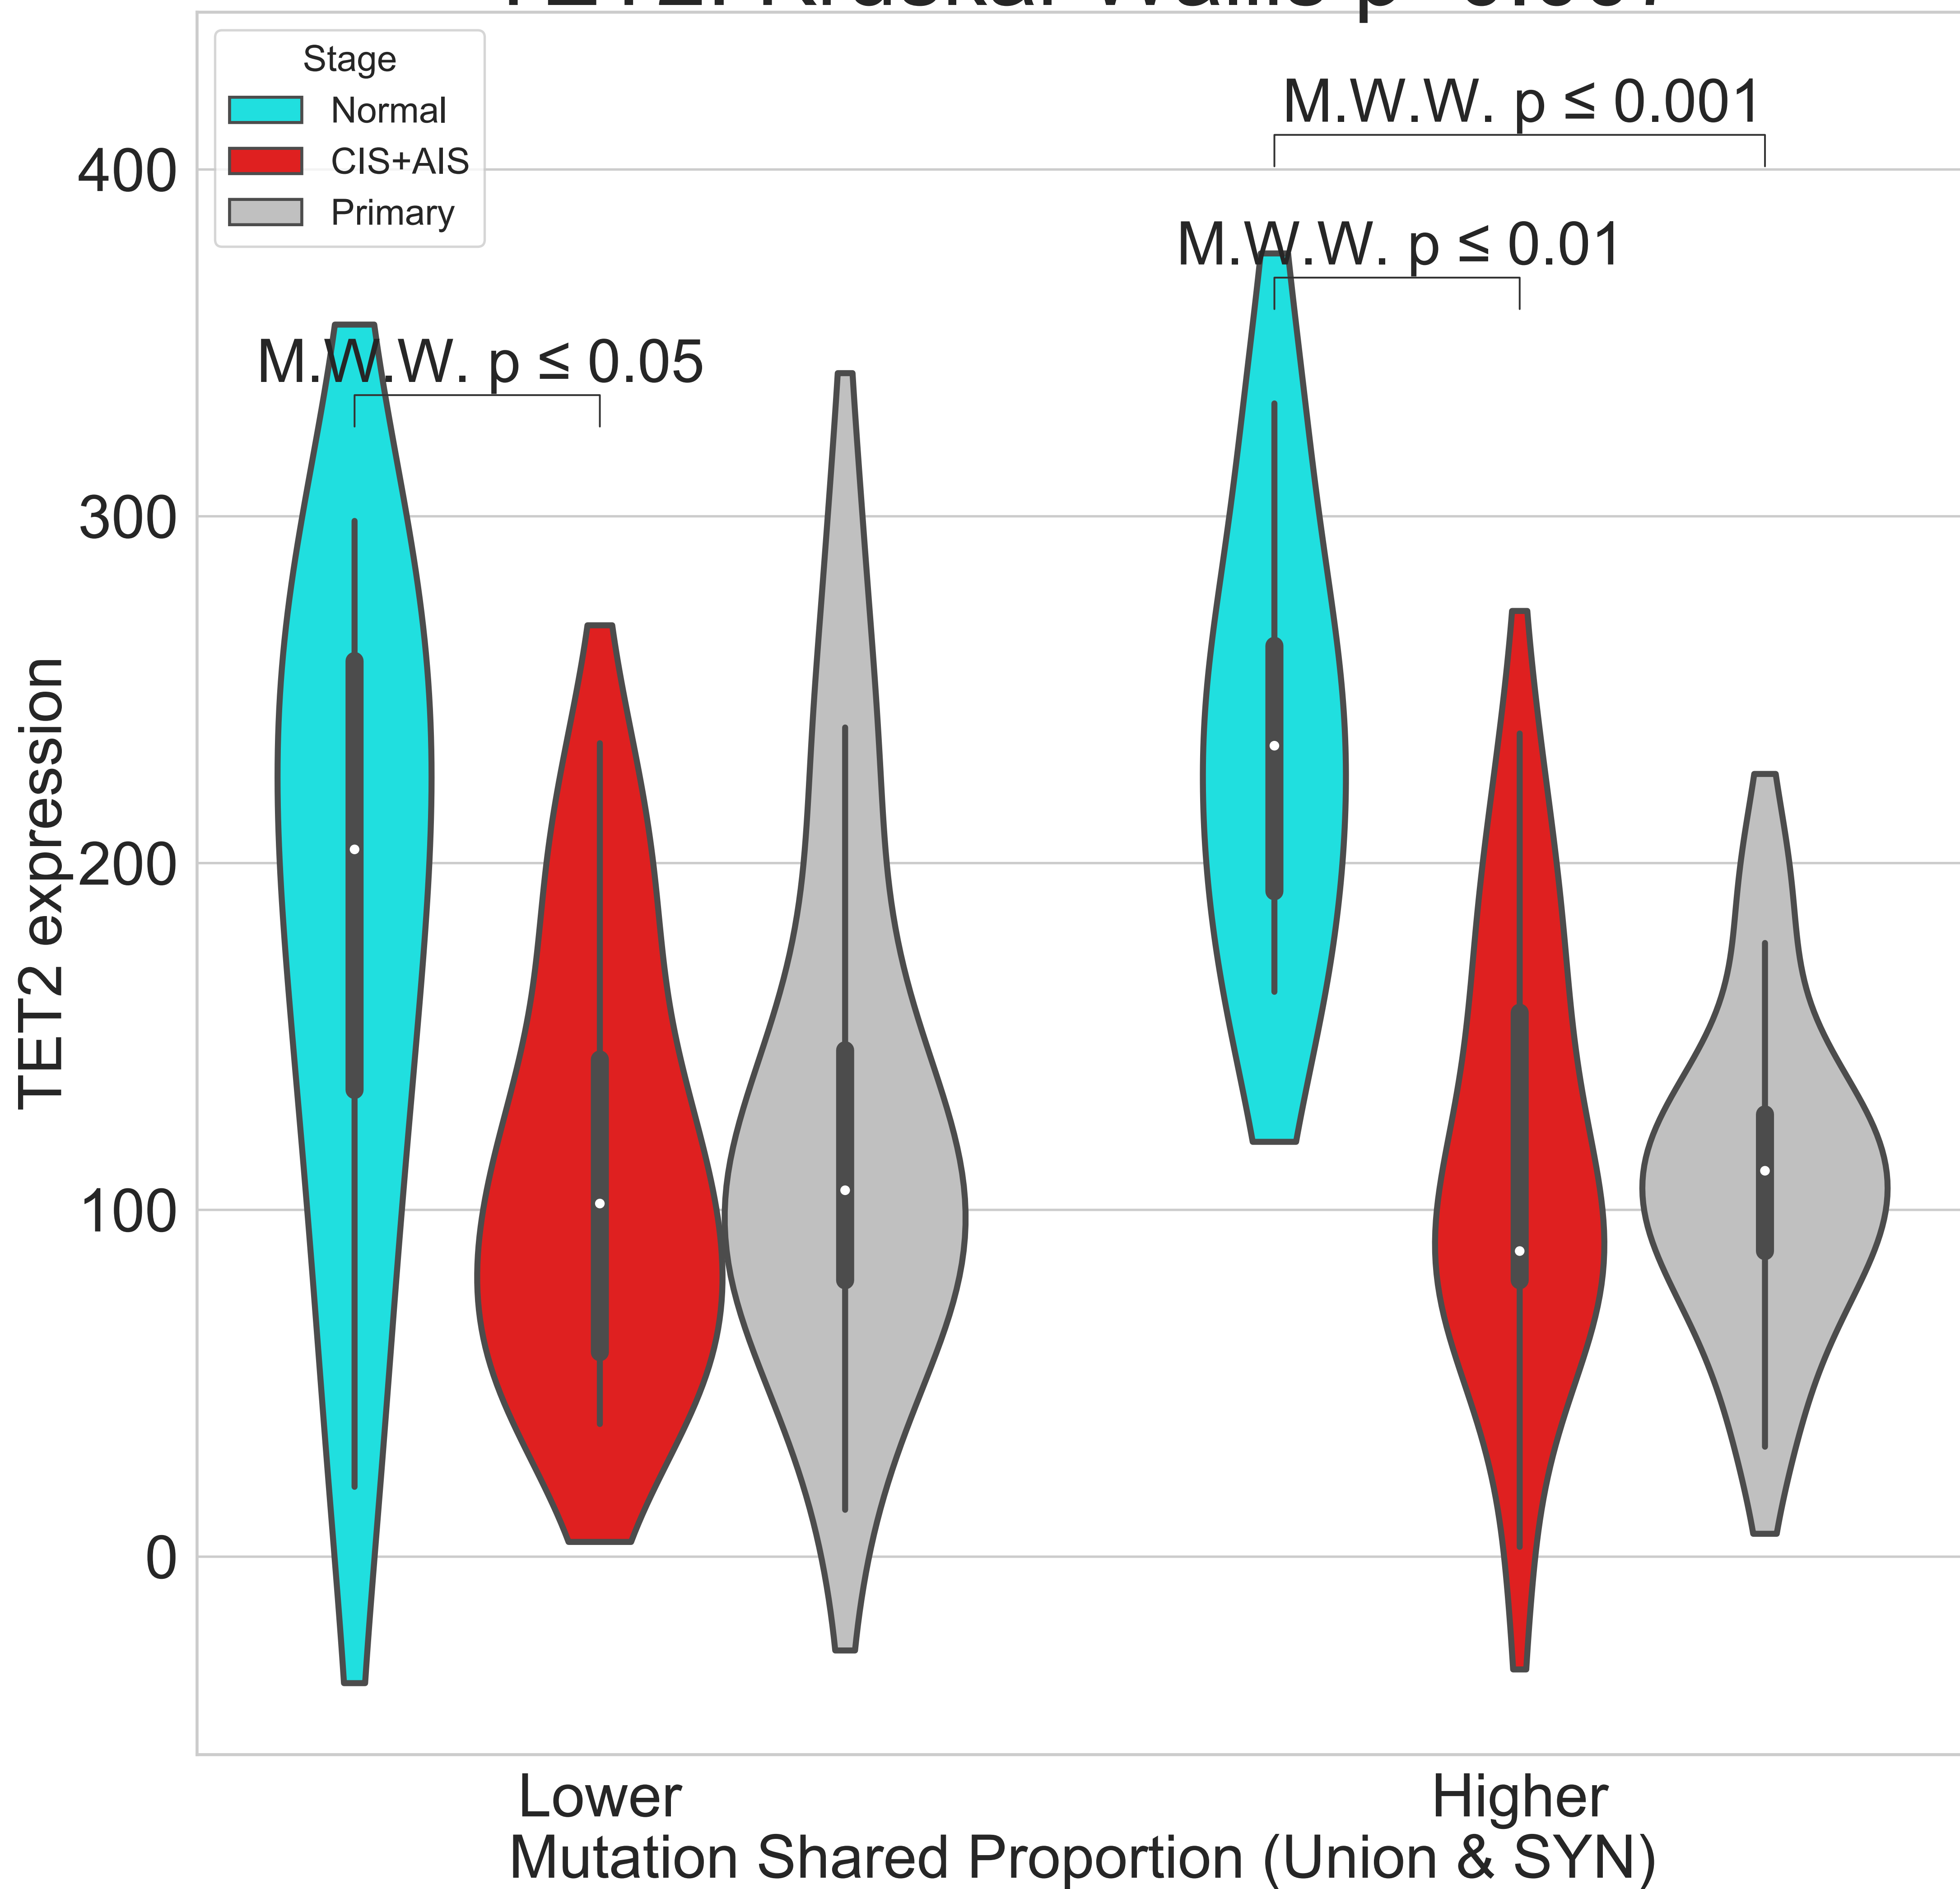 Stage
Normal
CIS+AIS
Primary
M.W.W. p ≤ 0.001
M.W.W. p ≤ 0.01
M.W.W. p ≤ 0.05
400
300
200
100
0
TET2 expression
Lower
Higher
Mutation Shared Proportion (Union & SYN)